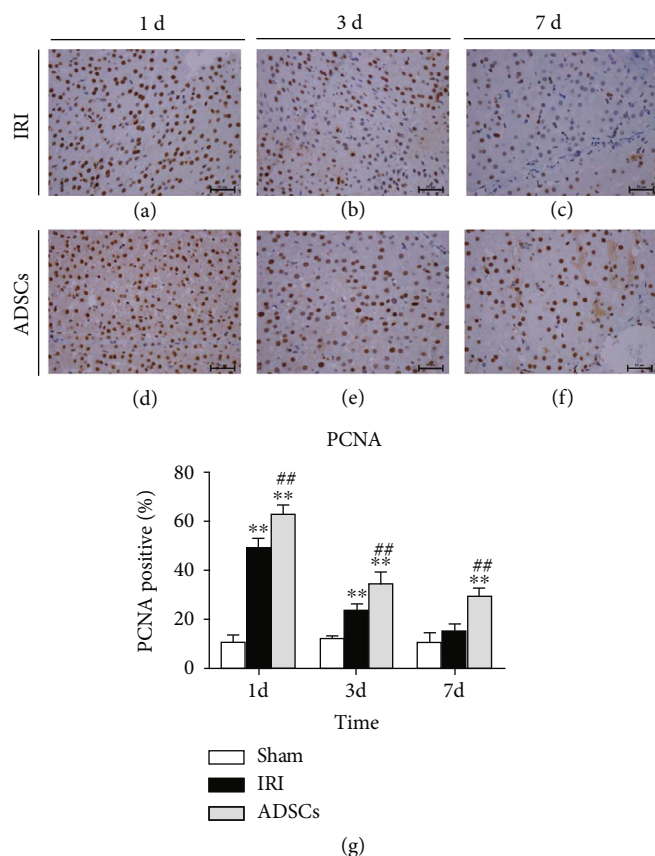 1 d 3 d 7 d
IRI
(a) (b) (c)
ADSCs
(d) (e) (f)
PCNA
PCNA positive (%)
80
60
40
20
0
**
##
**
**
##
**
##
**
1d 3d 7d
Time
Sham
IRI
ADSCs
(g)